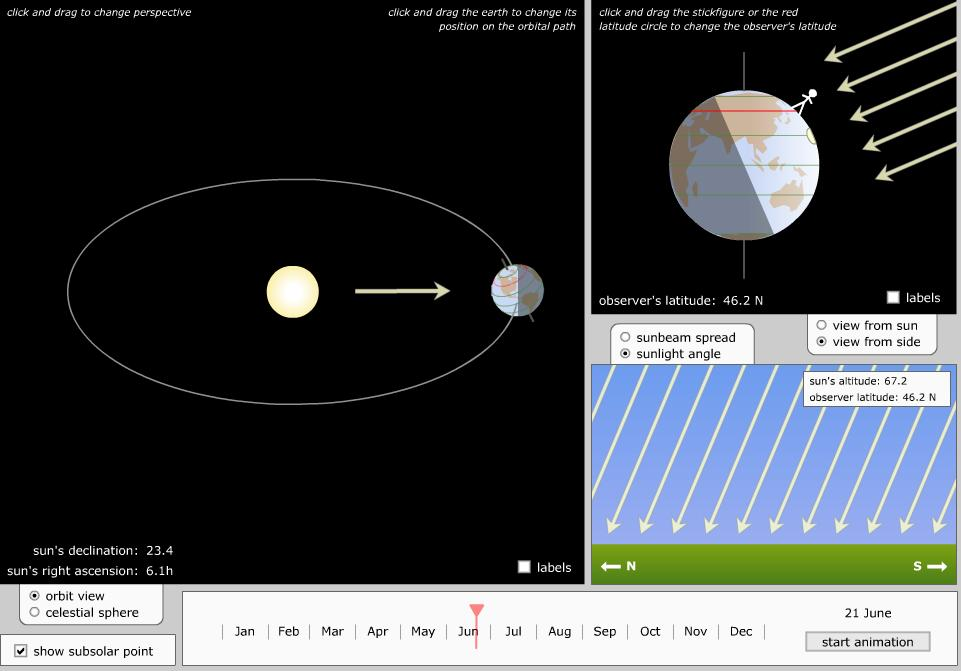 click and drag to change perspective
click and drag the earth to change its
position on the orbital path
sun's declination: 23.4
sun's right ascension: 6.1h
labels
click and drag the stickfigure or the red
latitude circle to change the observer's latitude
observer's latitude: 46.2 N
labels
sunbeam spread
sunlight angle
view from sun
view from side
sun's altitude: 67.2
observer latitude: 46.2 N
N
S
orbit view
celestial sphere
show subsolar point
Jan Feb Mar Apr May Jun Jul Aug Sep Oct Nov Dec
21 June
start animation